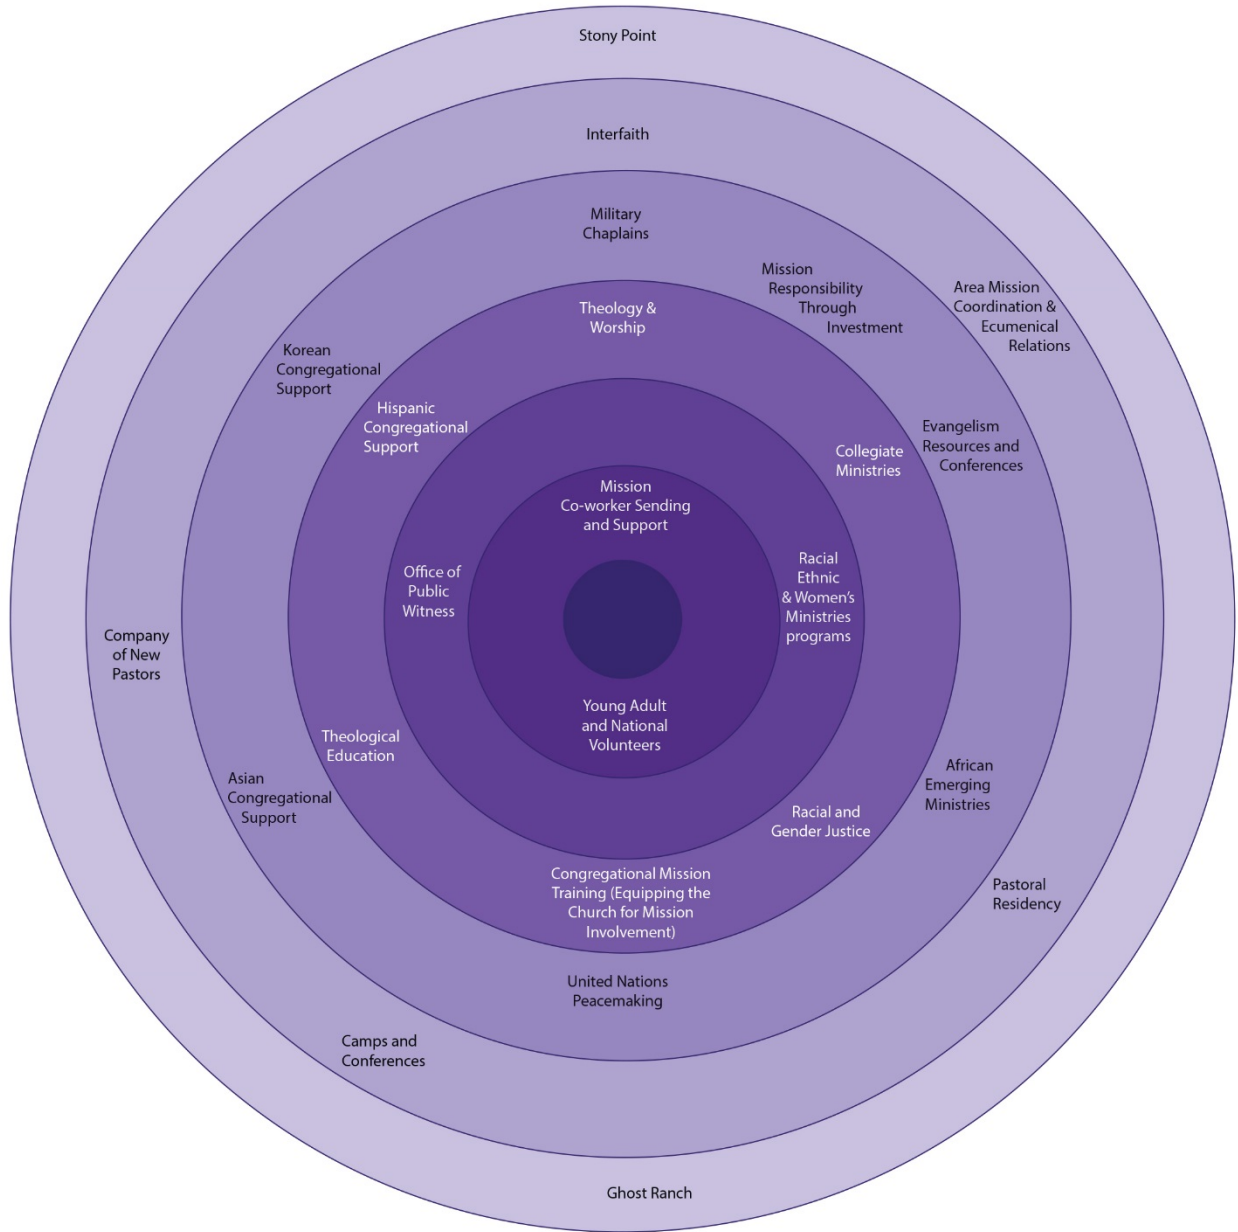 Stony Point
Interfaith
Military
Chaplains
Mission
Responsibility
Through
Investment
Area Mission
Coordination &
Ecumenical
Relations
Theology &
Worship
Korean
Congregational
Support
Hispanic
Congregational
Support
Collegiate
Ministries
Evangelism
Resources and
Conferences
Mission
Co-worker Sending
and Support
Office of
Public
Witness
Racial
Ethnic
& Women’s
Ministries
programs
Company
of New
Pastors
Young Adult
and National
Volunteers
Theological
Education
Asian
Congregational
Support
African
Emerging
Ministries
Racial and
Gender Justice
Congregational Mission
Training (Equipping the
Church for Mission
Involvement)
Pastoral
Residency
United Nations
Peacemaking
Camps and
Conferences
Ghost Ranch